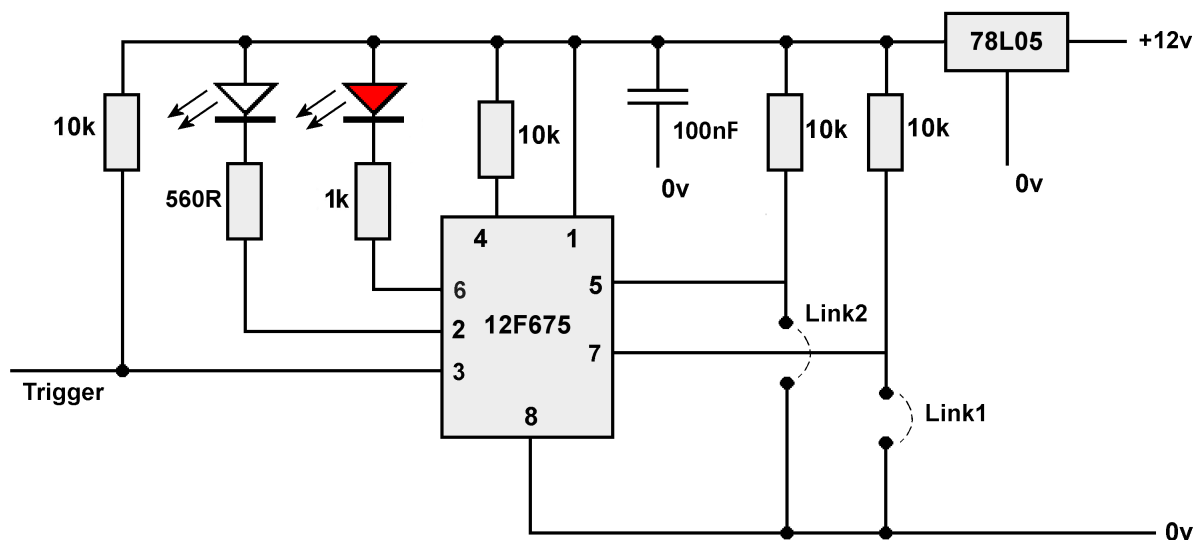 78L05
+12v
10k
560R
1k
10k
100nF
0v
10k
10k
0v
4
1
6
12F675
5
2
7
3
8
Trigger
Link2
Link1
0v